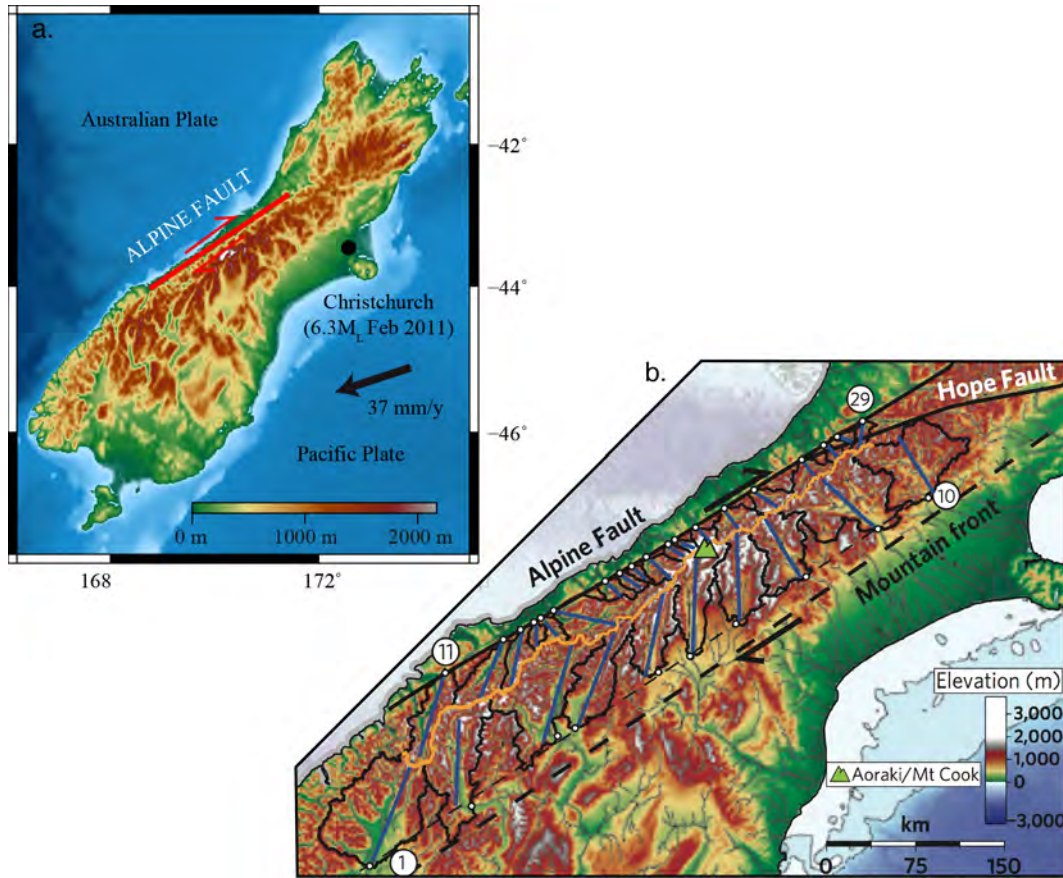 a.
Australian Plate
ALPINE FAULT
−42°
−44°
−46°
Christchurch
(6.3M_L Feb 2011)
37 mm/y
Pacific Plate
0 m
1000 m
2000 m
168
172°
b.
Hope Fault
29
10
Alpine Fault
Mountain front
11
1
Elevation (m)
3,000
2,000
1,000
0
−3,000
Aoraki/Mt Cook
km
0
75
150